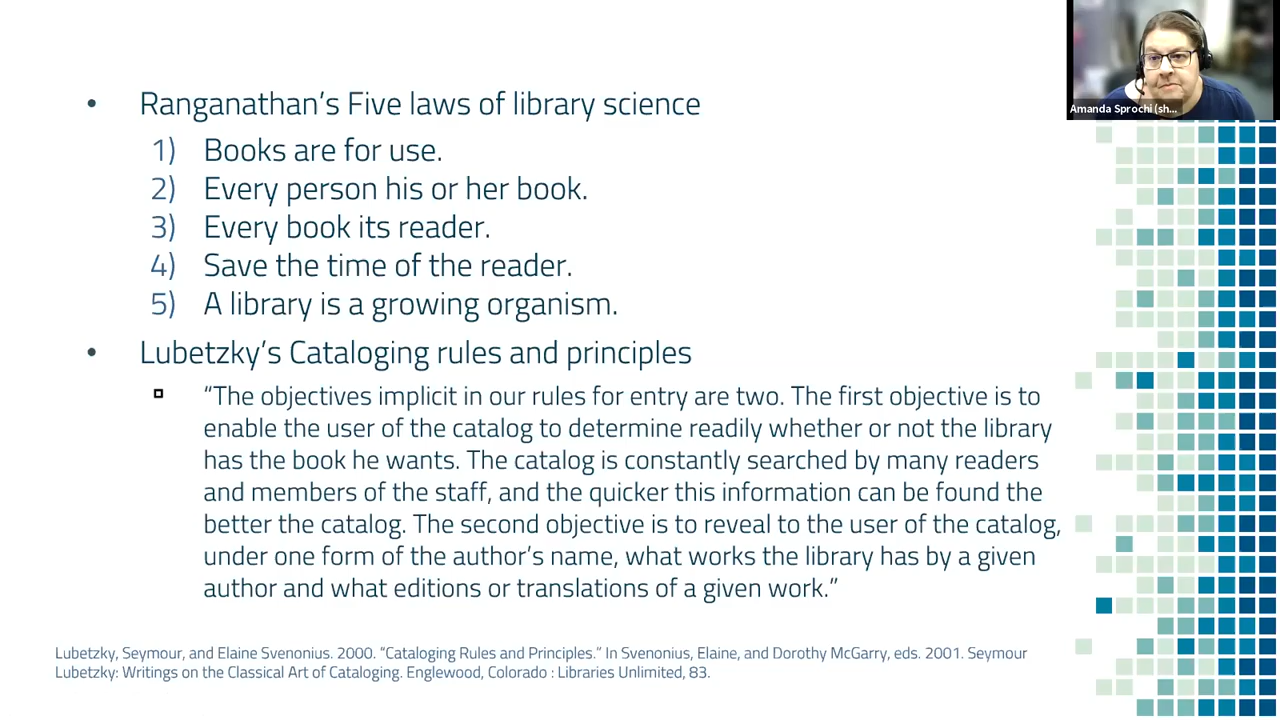 Amanda Sprochi (sh...
• Ranganathan's Five laws of library science
1) Books are for use.
2) Every person his or her book.
3) Every book its reader.
4) Save the time of the reader.
5) A library is a growing organism.
• Lubetzky's Cataloging rules and principles
"The objectives implicit in our rules for entry are two. The first objective is to
enable the user of the catalog to determine readily whether or not the library
has the book he wants. The catalog is constantly searched by many readers
and members of the staff, and the quicker this information can be found the
better the catalog. The second objective is to reveal to the user of the catalog,
under one form of the author's name, what works the library has by a given
author and what editions or translations of a given work."
Lubetzky, Seymour, and Elaine Svenonius. 2000. "Cataloging Rules and Principles." In Svenonius, Elaine, and Dorothy McGarry, eds. 2001. Seymour
Lubetzky: Writings on the Classical Art of Cataloging. Englewood, Colorado : Libraries Unlimited, 83.